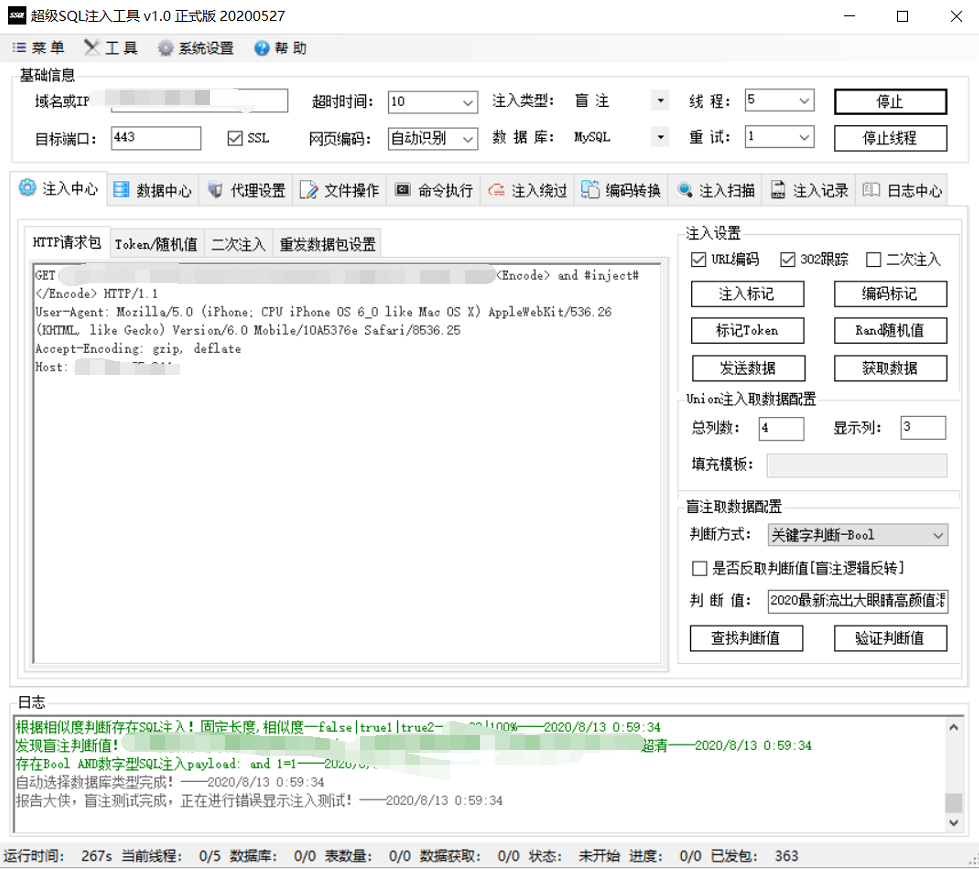 超级SQL注入工具 v1.0 正式版 20200527
菜 单 工 具 系统设置 帮 助
基础信息
域名或IP 超时时间： 10 注入类型： 盲 注 线 程： 5 停止
目标端口： 443 SSL 网页编码： 自动识别 数 据 库： MySQL 重 试： 1 停止线程
注入中心 数据中心 代理设置 文件操作 命令执行 注入绕过 编码转换 注入扫描 注入记录 日志中心
HTTP请求包 Token/随机值 二次注入 重发数据包设置
GET <Encode> and #inject#
</Encode> HTTP/1.1
User-Agent: Mozilla/5.0 (iPhone; CPU iPhone OS 6_0 like Mac OS X) AppleWebKit/536.26
(KHTML, like Gecko) Version/6.0 Mobile/10A5376e Safari/8536.25
Accept-Encoding: gzip, deflate
Host:
注入设置
URL编码 302跟踪 二次注入
注入标记 编码标记
标记Token Rand随机值
发送数据 获取数据
Union注入取数据配置
总列数： 4 显示列： 3
填充模板：
盲注取数据配置
判断方式： 关键字判断-Bool
是否反取判断值[盲注逻辑反转]
判 断 值： 2020最新流出大眼睛高颜值
查找判断值 验证判断值
日志
根据相似度判断存在SQL注入！固定长度,相似度--false|true1|true2- |100%----2020/8/13 0:59:34
发现盲注判断值！ 超清----2020/8/13 0:59:34
存在Bool AND数字型SQL注入payload: and 1=1----2020/8/
自动选择数据库类型完成！----2020/8/13 0:59:34
报告大侠，盲注测试完成，正在进行错误显示注入测试！----2020/8/13 0:59:34
运行时间： 267s 当前线程： 0/5 数据库： 0/0 表数量： 0/0 数据获取： 0/0 状态： 未开始 进度： 0/0 已发包： 363